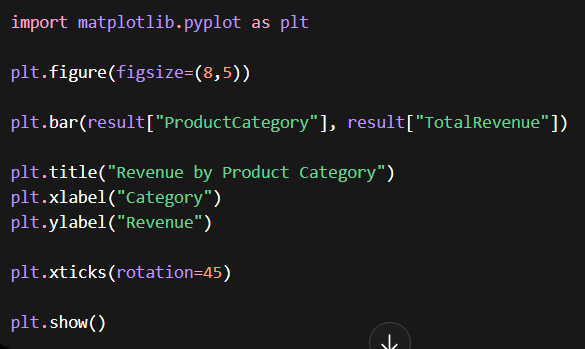 import matplotlib.pyplot as plt
plt.figure(figsize=(8,5))
plt.bar(result["ProductCategory"], result["TotalRevenue"])
plt.title("Revenue by Product Category")
plt.xlabel("Category")
plt.ylabel("Revenue")
plt.xticks(rotation=45)
plt.show()